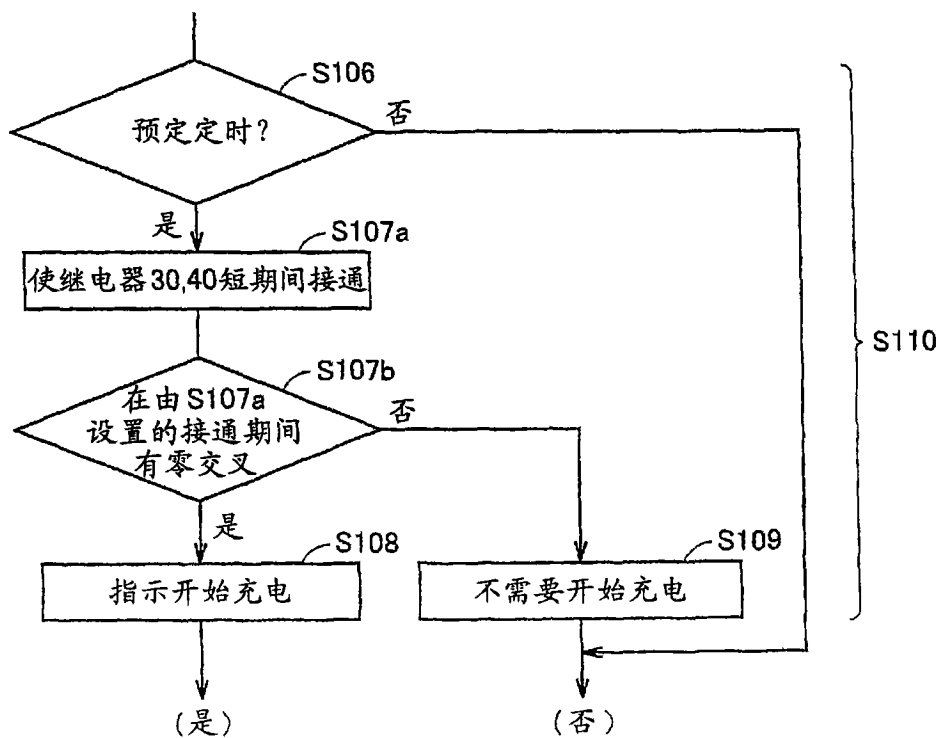 S106
预定定时？
否
是
S107a
使继电器30,40短期间接通
S110
S107b
在由S107a
设置的接通期间
有零交叉
否
是
S108
指示开始充电
S109
不需要开始充电
(是)
(否)